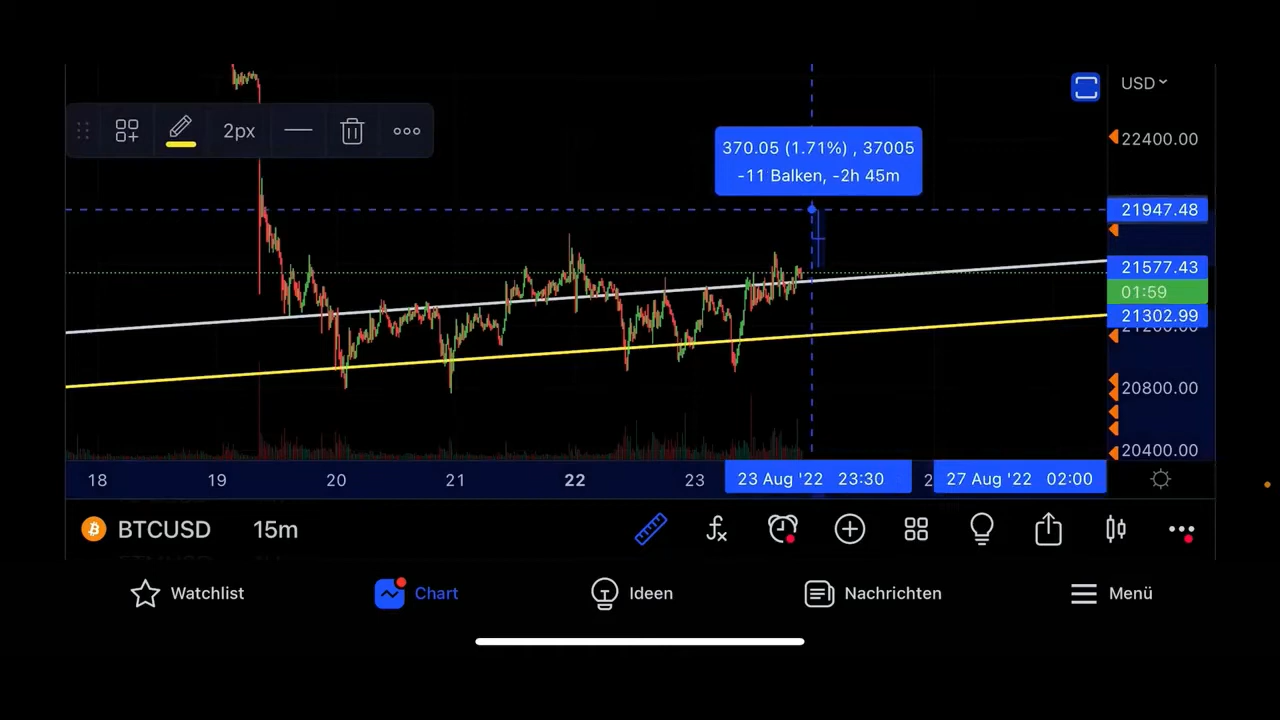 USD
2px
22400.00
370.05 (1.71%) , 37005
-11 Balken, -2h 45m
21947.48
21577.43
01:59
21302.99
21200.00
20800.00
20400.00
18 19 20 21 22 23 23 Aug '22 23:30 2 27 Aug '22 02:00
BTCUSD 15m fx
Watchlist Chart Ideen Nachrichten Menü